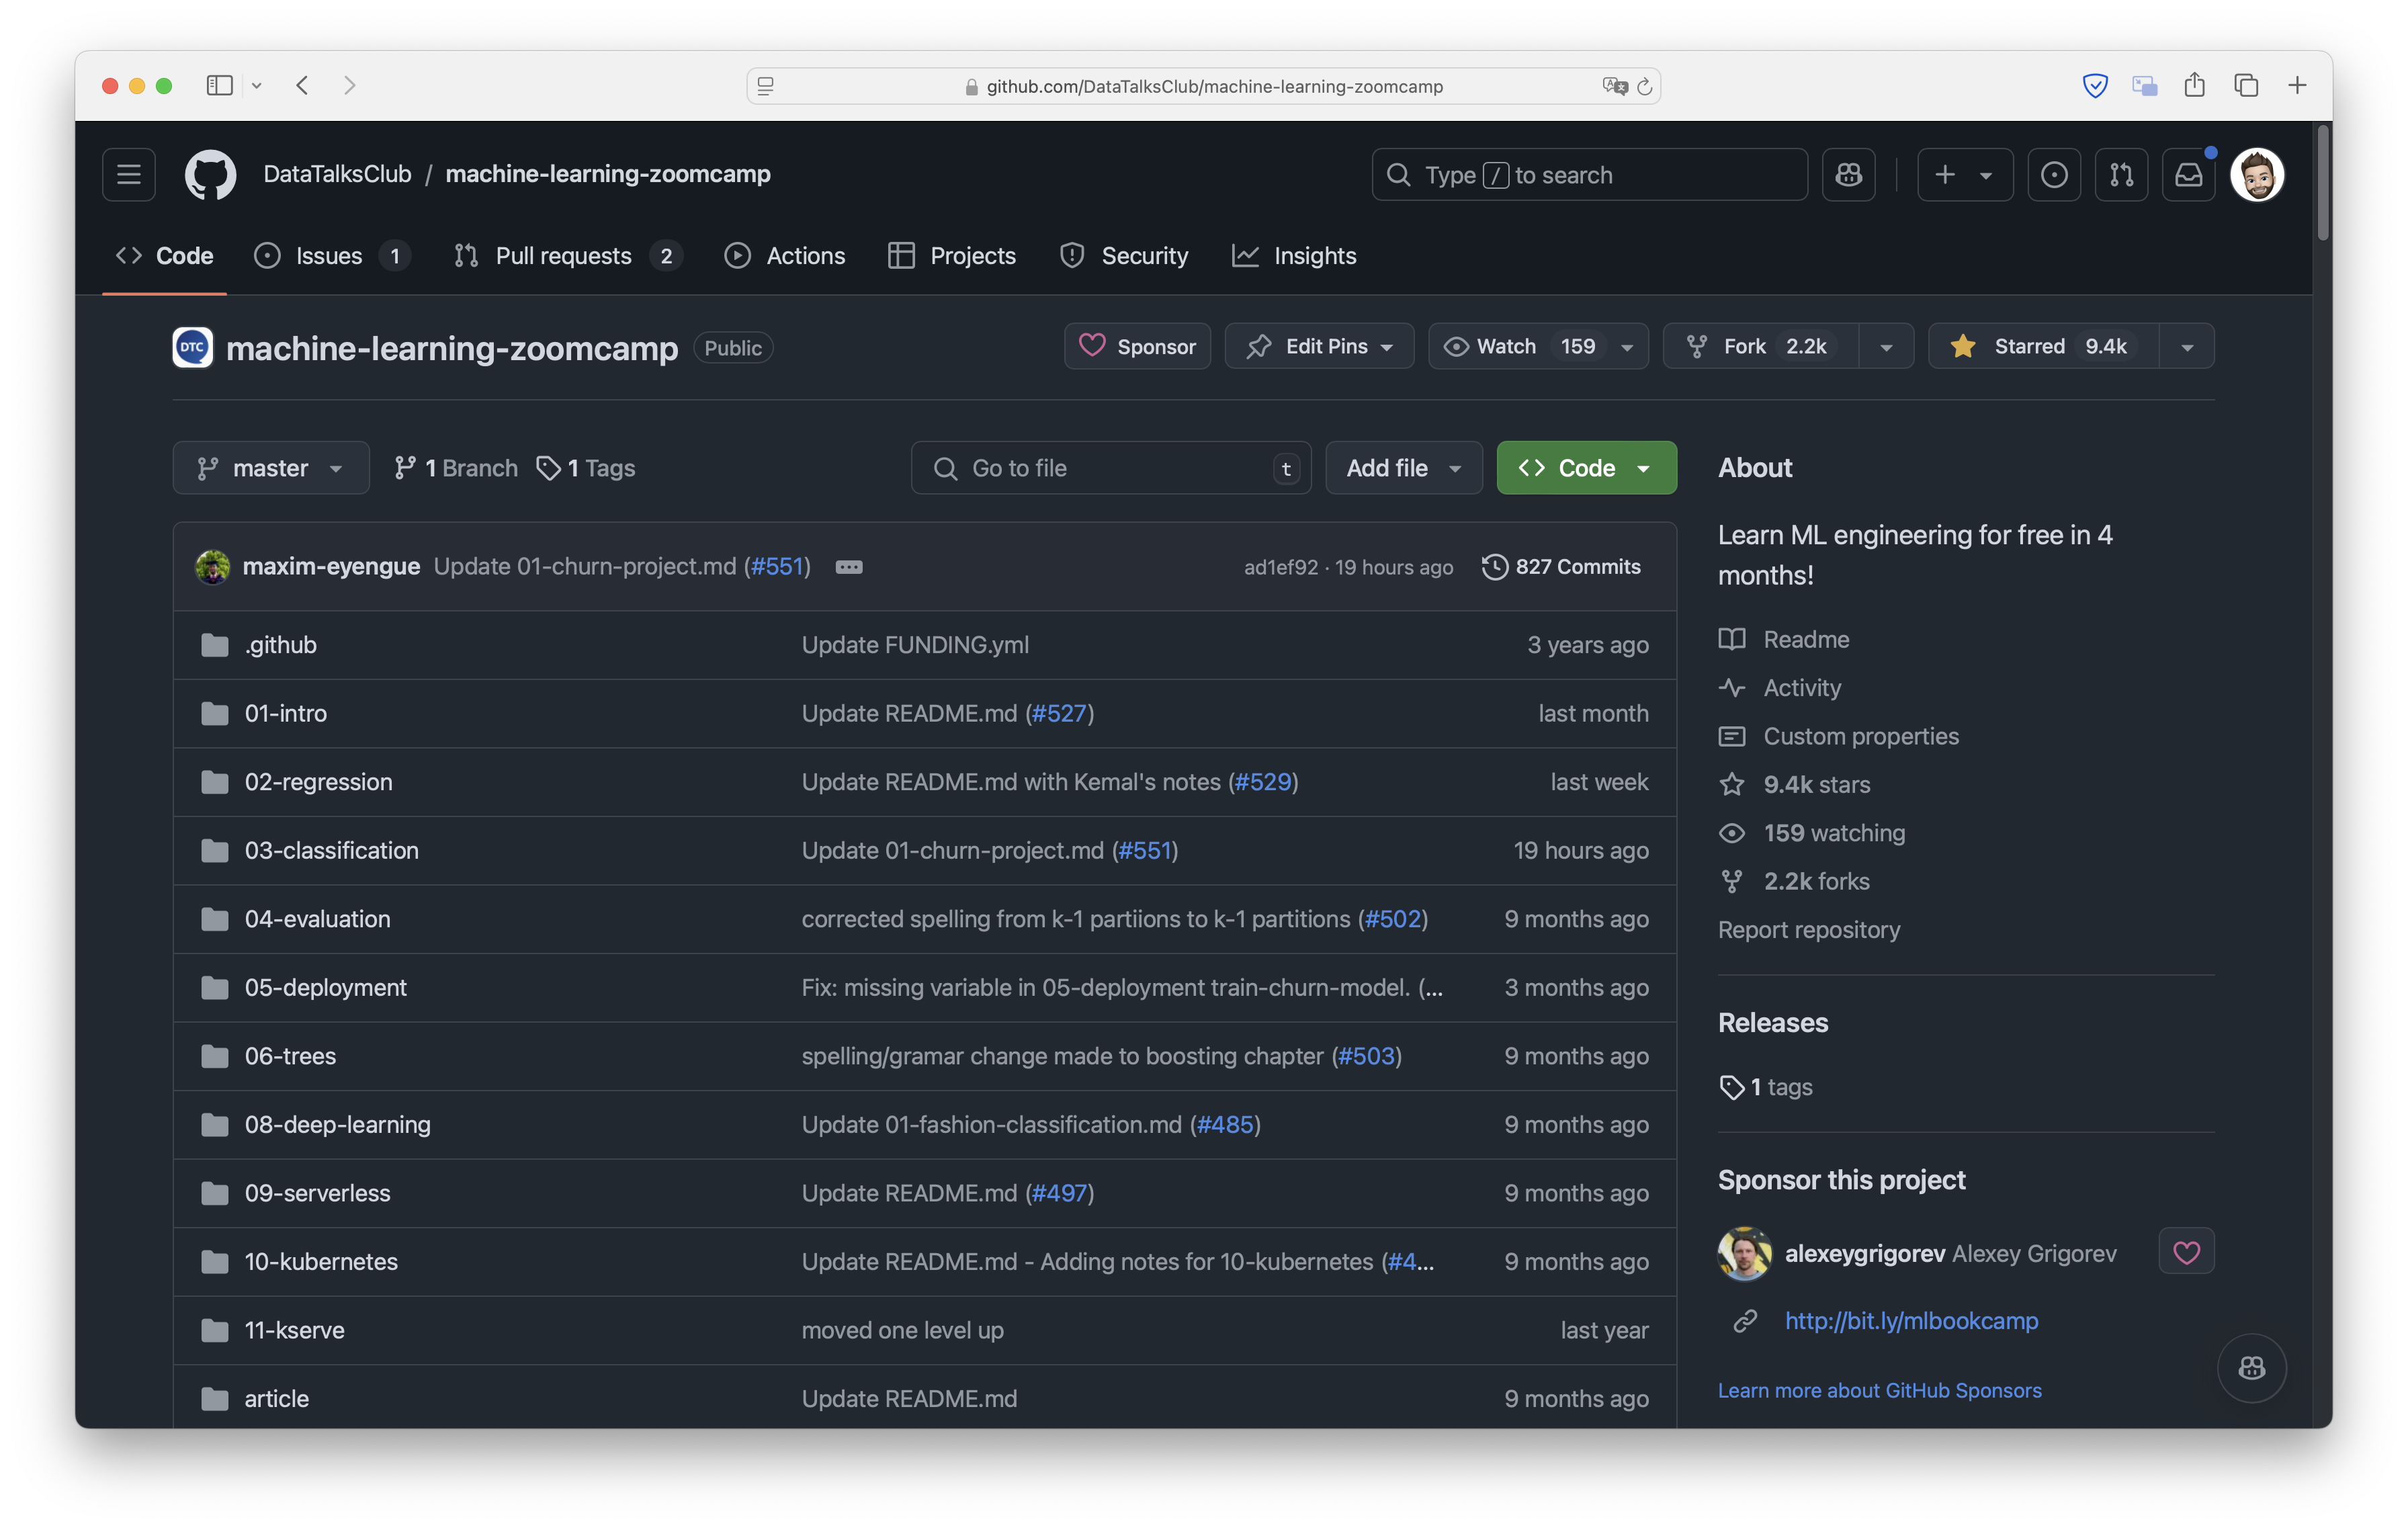 github.com/DataTalksClub/machine-learning-zoomcamp
DataTalksClub / machine-learning-zoomcamp
Type / to search
Code Issues 1 Pull requests 2 Actions Projects Security Insights
DTC machine-learning-zoomcamp Public
Sponsor Edit Pins Watch 159 Fork 2.2k Starred 9.4k
master 1 Branch 1 Tags
Go to file t Add file Code
maxim-eyengue Update 01-churn-project.md (#551) ad1ef92 · 19 hours ago 827 Commits
.github Update FUNDING.yml 3 years ago
01-intro Update README.md (#527) last month
02-regression Update README.md with Kemal's notes (#529) last week
03-classification Update 01-churn-project.md (#551) 19 hours ago
04-evaluation corrected spelling from k-1 partiions to k-1 partitions (#502) 9 months ago
05-deployment Fix: missing variable in 05-deployment train-churn-model. (... 3 months ago
06-trees spelling/gramar change made to boosting chapter (#503) 9 months ago
08-deep-learning Update 01-fashion-classification.md (#485) 9 months ago
09-serverless Update README.md (#497) 9 months ago
10-kubernetes Update README.md - Adding notes for 10-kubernetes (#4... 9 months ago
11-kserve moved one level up last year
article Update README.md 9 months ago
About
Learn ML engineering for free in 4
months!
Readme
Activity
Custom properties
9.4k stars
159 watching
2.2k forks
Report repository
Releases
1 tags
Sponsor this project
alexeygrigorev Alexey Grigorev
http://bit.ly/mlbookcamp
Learn more about GitHub Sponsors